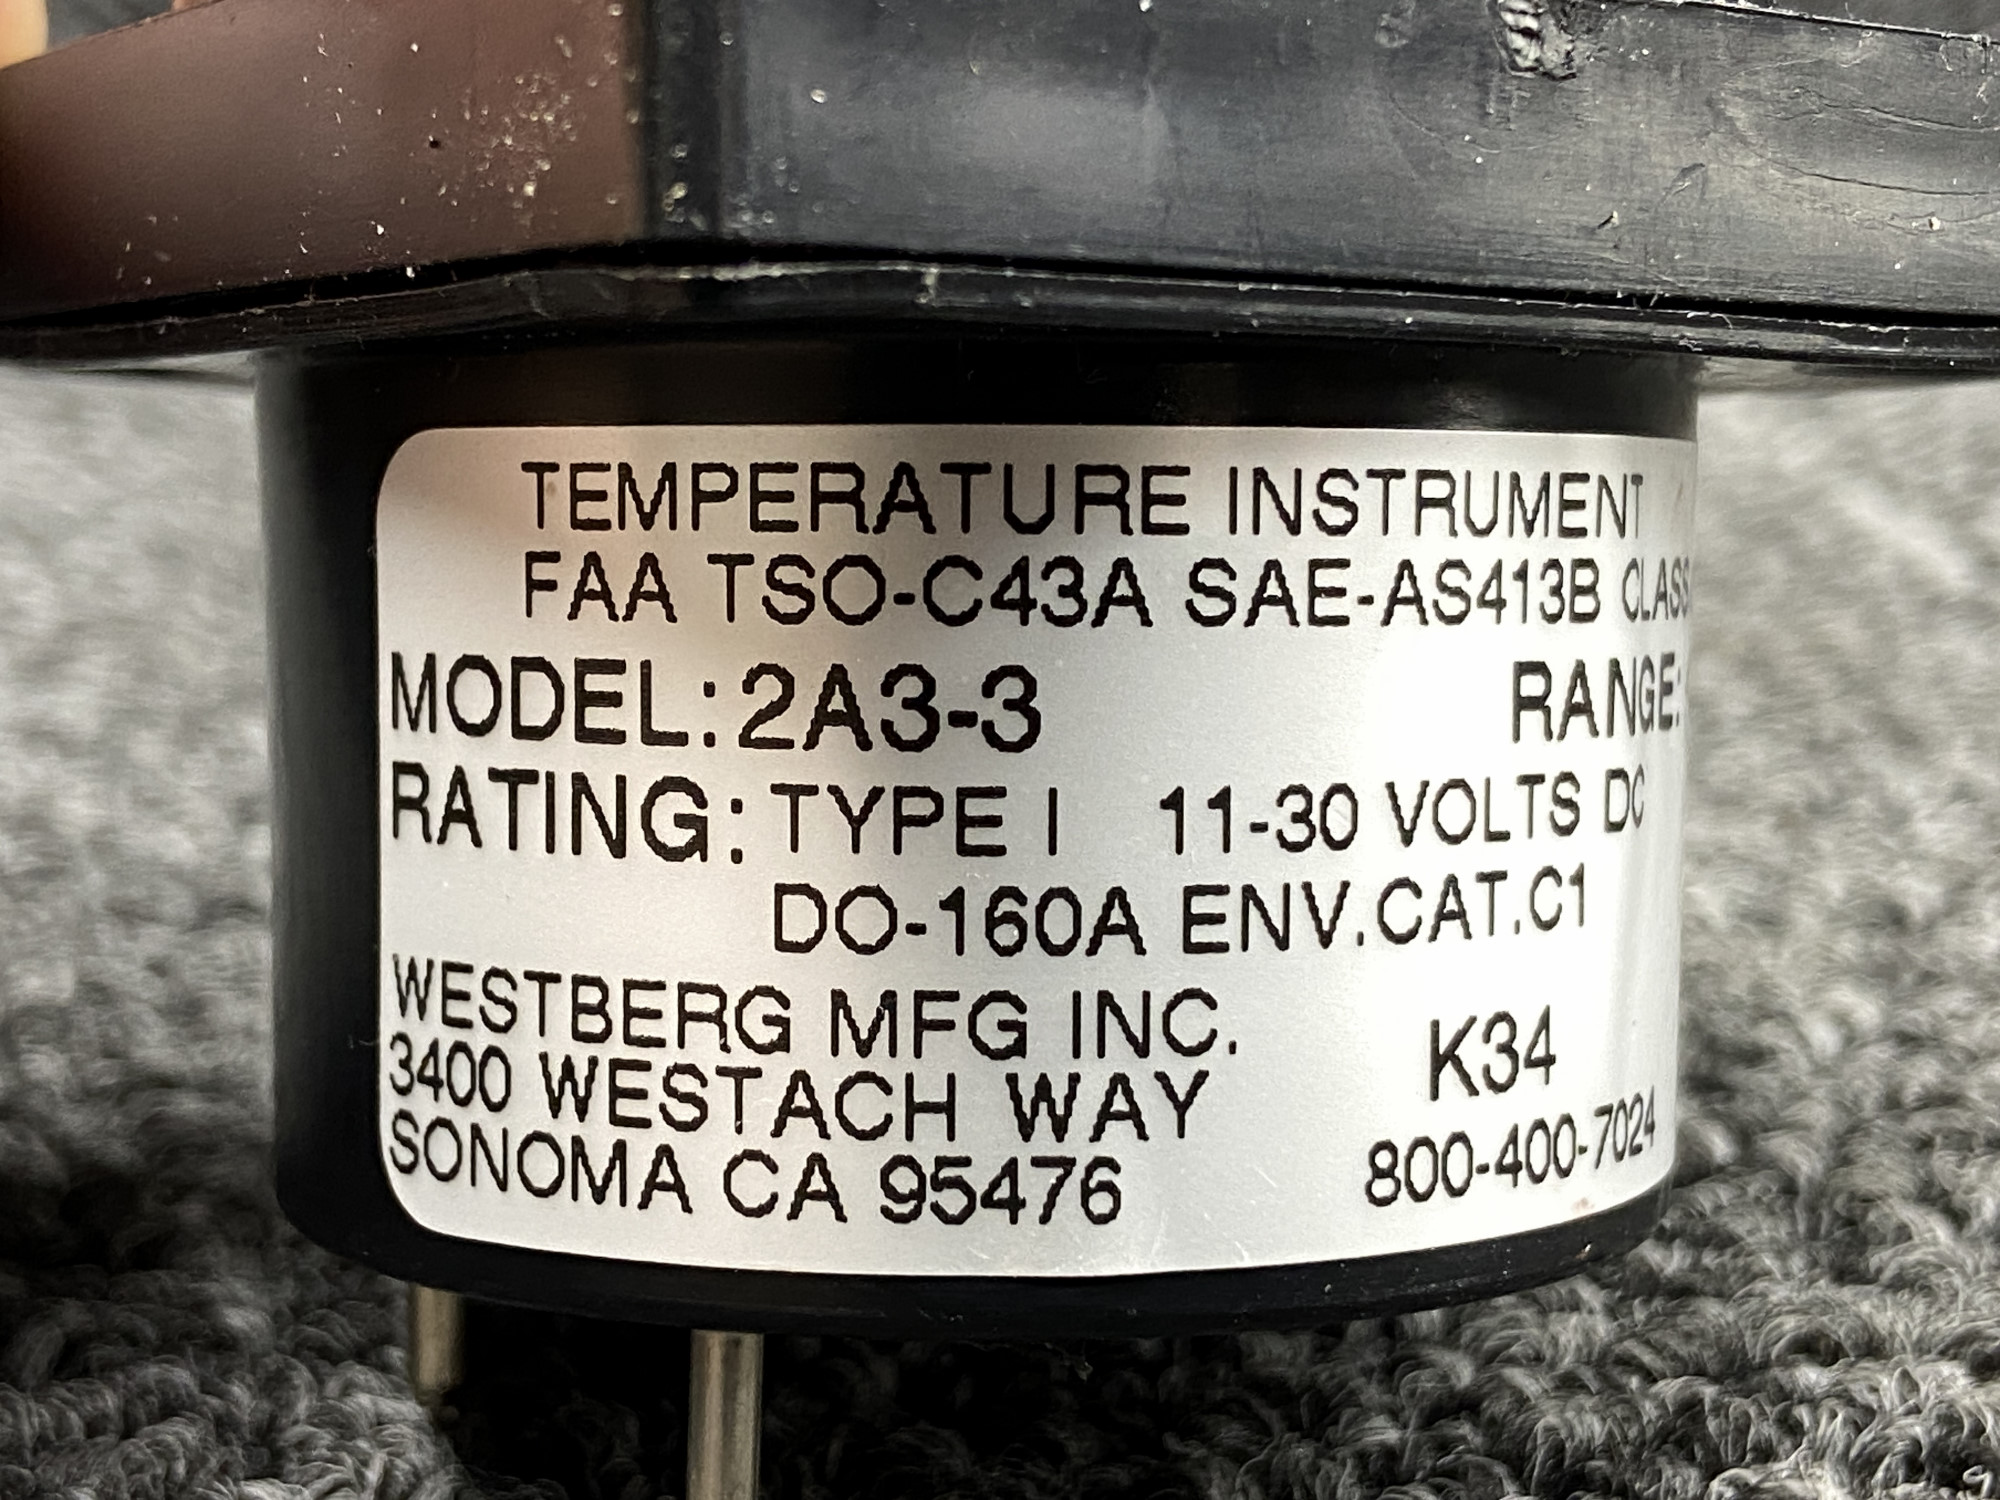 TEMPERATURE INSTRUMENT
FAA TSO-C43A SAE-AS413B CLASS
MODEL: 2A3-3 RANGE:
RATING: TYPE I 11-30 VOLTS DC
DO-160A ENV.CAT.C1
WESTBERG MFG INC.
3400 WESTACH WAY K34
SONOMA CA 95476 800-400-7024